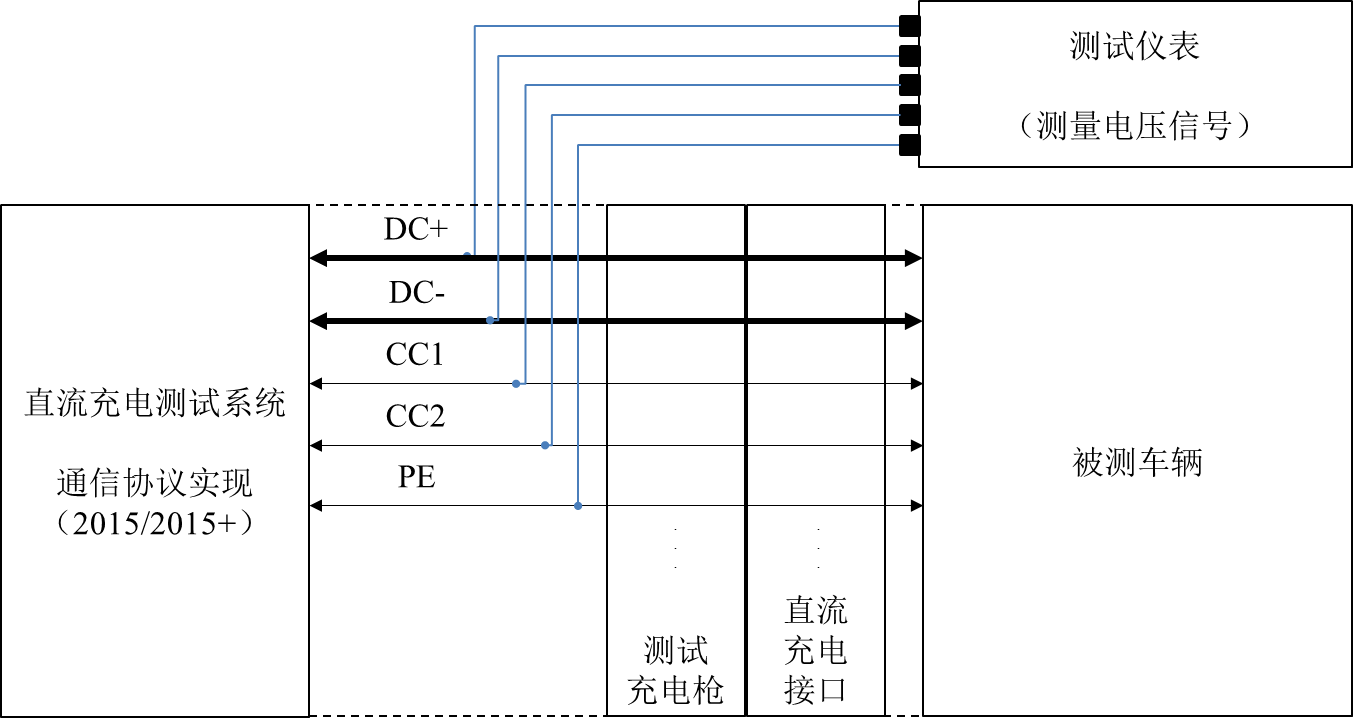 测试仪表
（测量电压信号）
DC+
DC-
CC1
CC2
PE
直流充电测试系统
通信协议实现
（2015/2015+）
被测车辆
测试
充电枪
直流
充电
接口